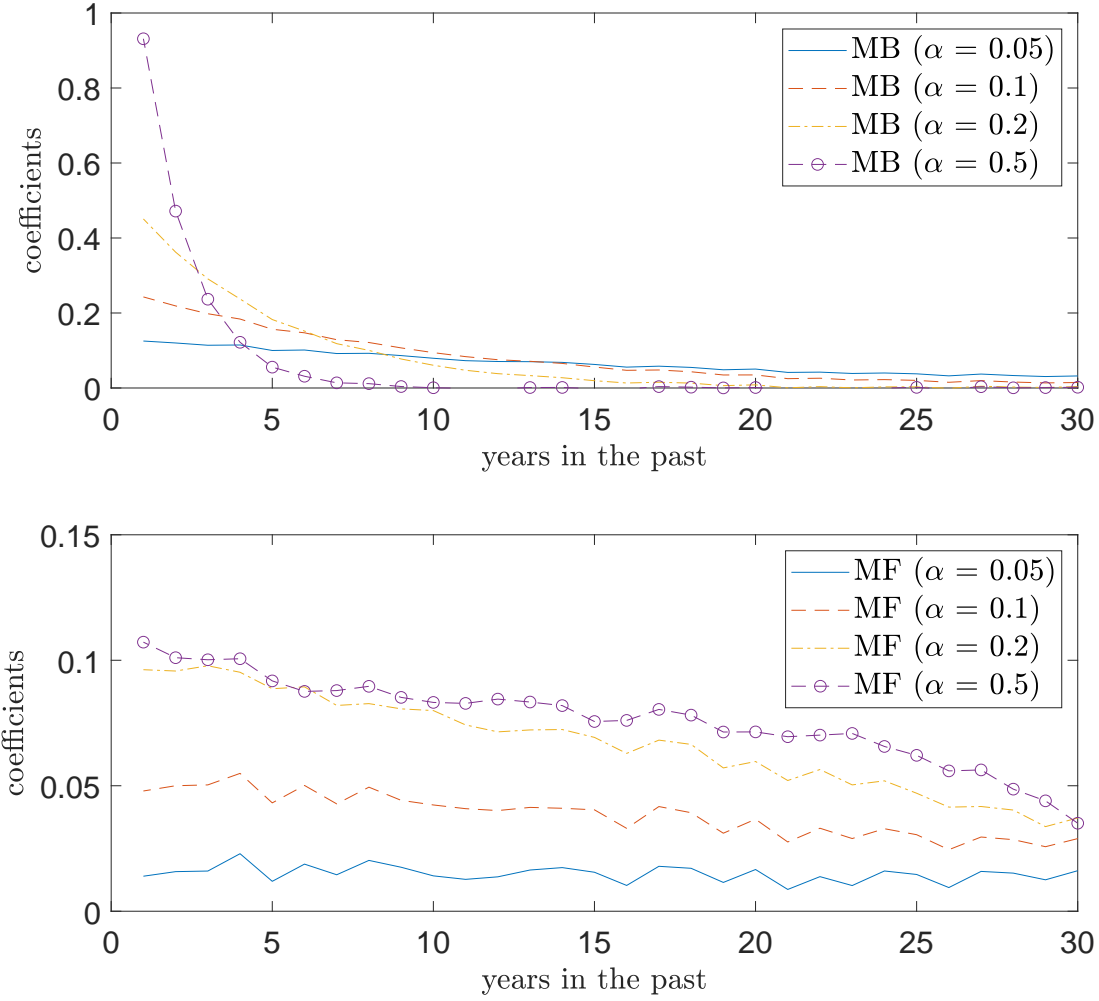 1
0.8
0.6
0.4
0.2
0
coefficients
MB (α = 0.05)
MB (α = 0.1)
MB (α = 0.2)
MB (α = 0.5)
0 5 10 15 20 25 30
years in the past
0.15
0.1
0.05
0
coefficients
MF (α = 0.05)
MF (α = 0.1)
MF (α = 0.2)
MF (α = 0.5)
0 5 10 15 20 25 30
years in the past